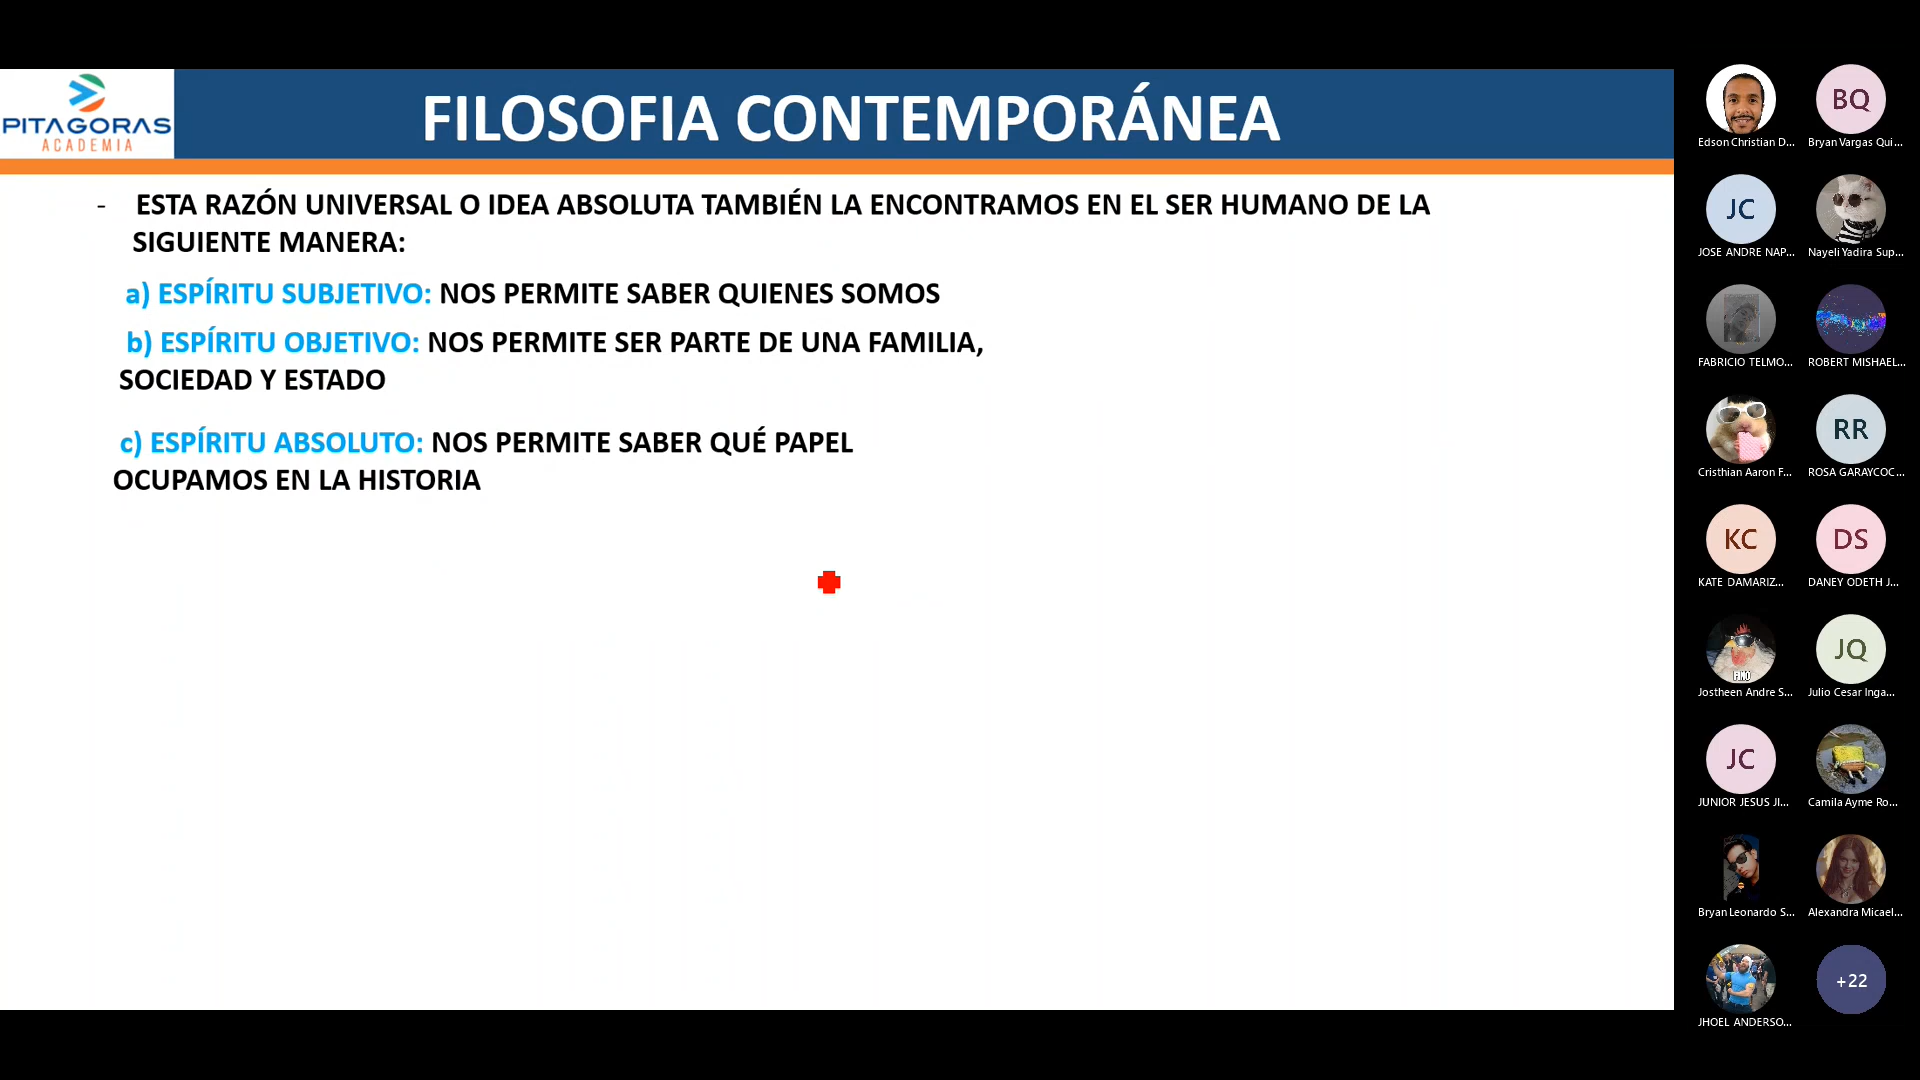 PITAGORAS
ACADEMIA
FILOSOFIA CONTEMPORÁNEA
- ESTA RAZÓN UNIVERSAL O IDEA ABSOLUTA TAMBIÉN LA ENCONTRAMOS EN EL SER HUMANO DE LA
SIGUIENTE MANERA:
a) ESPÍRITU SUBJETIVO: NOS PERMITE SABER QUIENES SOMOS
b) ESPÍRITU OBJETIVO: NOS PERMITE SER PARTE DE UNA FAMILIA,
SOCIEDAD Y ESTADO
c) ESPÍRITU ABSOLUTO: NOS PERMITE SABER QUÉ PAPEL
OCUPAMOS EN LA HISTORIA
Edson Christian D...
BQ
Bryan Vargas Qui...
JC
JOSE ANDRE NAP...
Nayeli Yadira Sup...
FABRICIO TELMO...
ROBERT MISHAEL...
Cristhian Aaron F...
RR
ROSA GARAYCOC...
KC
KATE DAMARIZ...
DS
DANEY ODETH J...
FINO
Jostheen Andre S...
JQ
Julio Cesar Inga...
JC
JUNIOR JESUS JI...
Camila Ayme Ro...
Bryan Leonardo S...
Alexandra Micael...
JHOEL ANDERSO...
+22